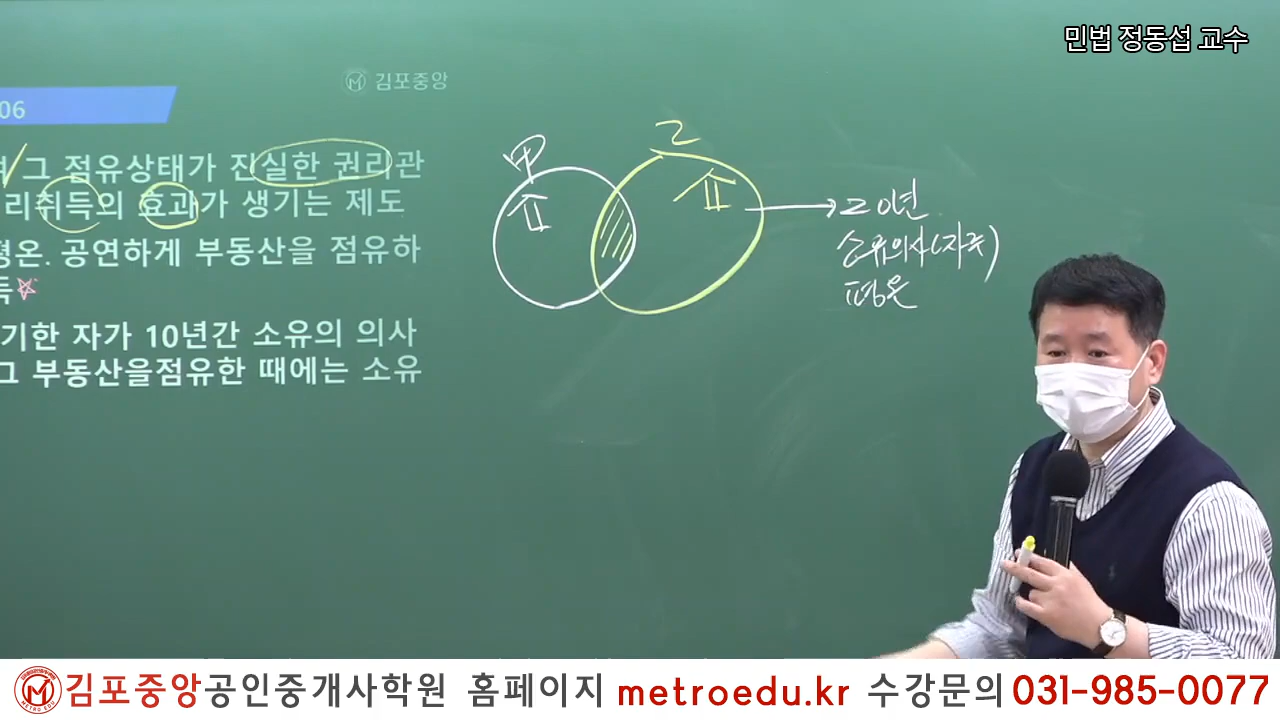 민법 정동섭 교수
김포중앙
06
그 점유상태가 진실한 권리관
리취득의 효과가 생기는 제도
평온. 공연하게 부동산을 점유하
득
기한 자가 10년간 소유의 의사
그 부동산을점유한 때에는 소유
甲
乙
20년
소유의사(자주)
평온
METRO EDU
김포중앙공인중개사학원 홈페이지 metroedu.kr 수강문의 031-985-0077